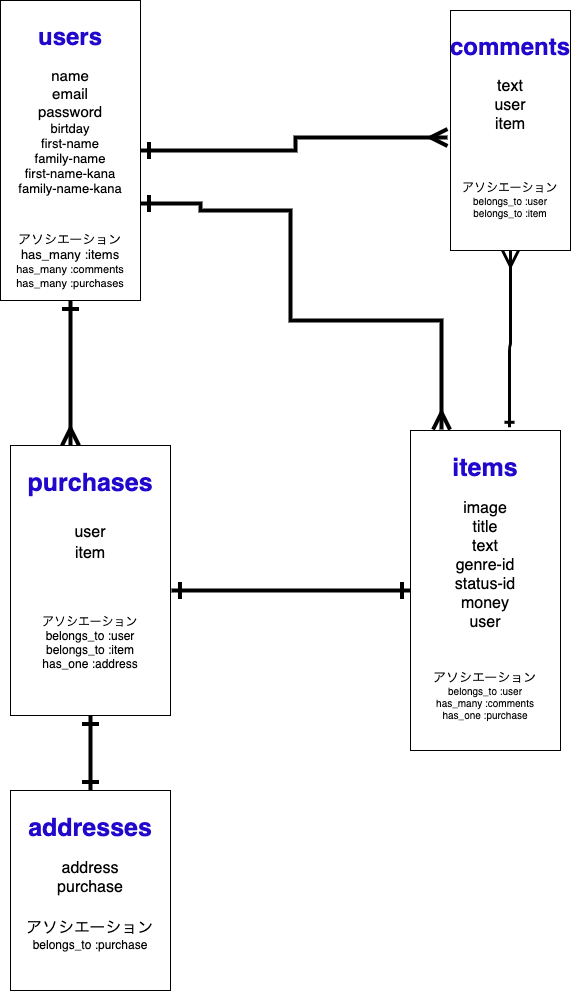 users
name
email
password
birtday
first-name
family-name
first-name-kana
family-name-kana
アソシエーション
has_many :items
has_many :comments
has_many :purchases
comments
text
user
item
アソシエーション
belongs_to :user
belongs_to :item
purchases
user
item
アソシエーション
belongs_to :user
belongs_to :item
has_one :address
items
image
title
text
genre-id
status-id
money
user
アソシエーション
belongs_to :user
has_many :comments
has_one :purchase
addresses
address
purchase
アソシエーション
belongs_to :purchase